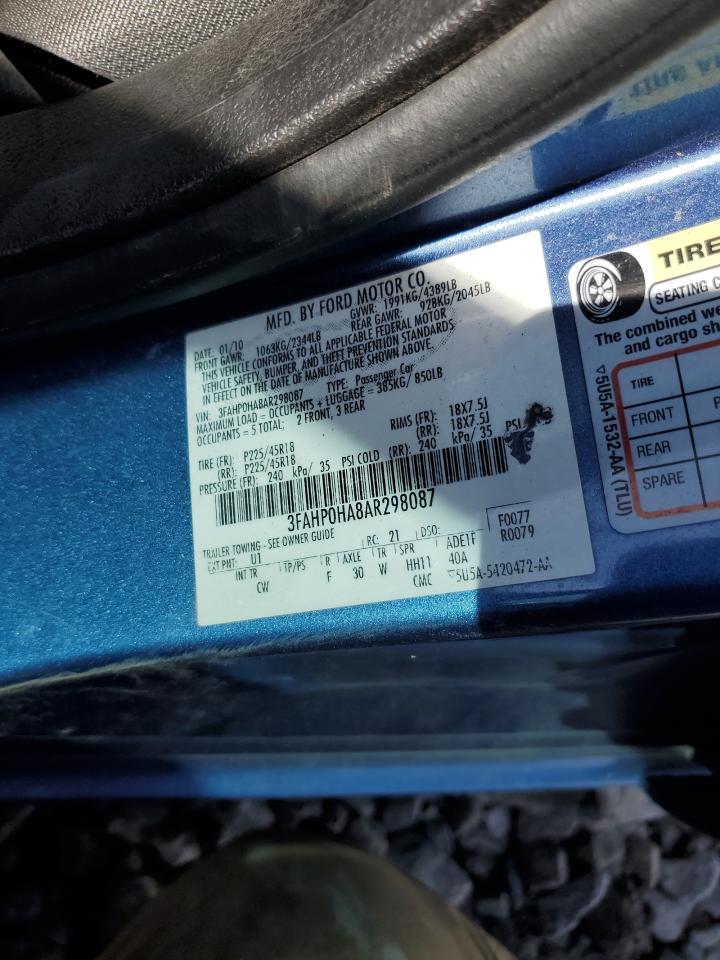 MFD. BY FORD MOTOR CO.
DATE: 01/10 GVWR: 1991KG/4389LB
FRONT GAWR: 1063KG/2344LB REAR GAWR: 928KG/2045LB
THIS VEHICLE CONFORMS TO ALL APPLICABLE FEDERAL MOTOR
VEHICLE SAFETY, BUMPER, AND THEFT PREVENTION STANDARDS
IN EFFECT ON THE DATE OF MANUFACTURE SHOWN ABOVE.
VIN: 3FAHP0HA8AR298087 TYPE: Passenger Car
MAXIMUM LOAD = OCCUPANTS + LUGGAGE = 385KG/ 850LB
OCCUPANTS = 5 TOTAL: 2 FRONT, 3 REAR
TIRE (FR): P225/45R18 RIMS (FR): 18X7.5J
(RR): P225/45R18 (RR): 18X7.5J
PRESSURE (FR): 240 kPa/ 35 PSI COLD (RR): 240 kPa/ 35 PSI
3FAHP0HA8AR298087
TRAILER TOWING - SEE OWNER GUIDE
F0077
R0079
EXT PNT: U1 RC: 21 DSO:
INT TR TP/PS R AXLE TR SPR ADE1F
CW F 30 W HH11 40A
CMC ▽5U5A-5420472-AA
TIRE
SEATING C
The combined we
and cargo sho
TIRE
FRONT
REAR
SPARE
▽5U5A-1532-AA (TLU)